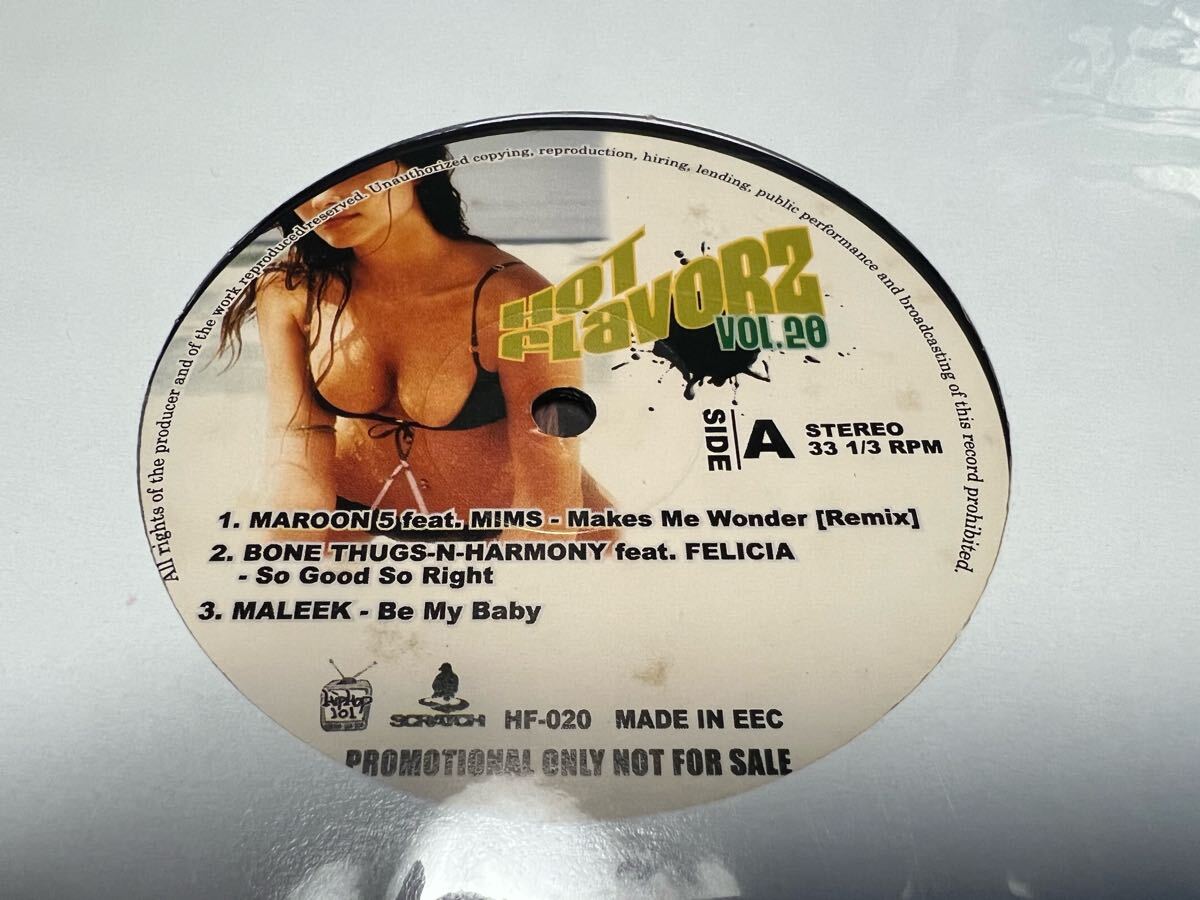 All rights of the producer and of the work reproduced reserved. Unauthorized copying, reproduction, hiring, lending, public performance and broadcasting of this record prohibited.
HOT
FLAVORZ
VOL.20
SIDE A
STEREO
33 1/3 RPM
1. MAROON 5 feat. MIMS - Makes Me Wonder [Remix]
2. BONE THUGS-N-HARMONY feat. FELICIA
- So Good So Right
3. MALEEK - Be My Baby
HipHop
101
SCRATCH
HF-020 MADE IN EEC
PROMOTIONAL ONLY NOT FOR SALE